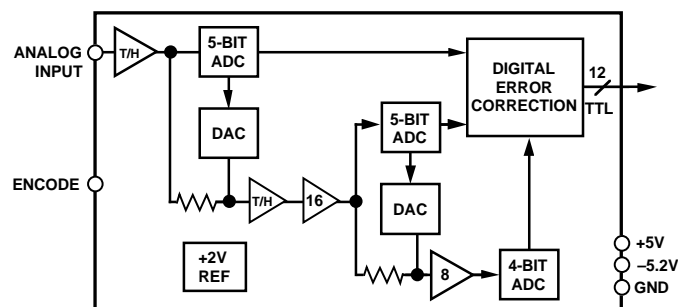 ANALOG
INPUT
T/H
5-BIT
ADC
DIGITAL
ERROR
CORRECTION
12
TTL
DAC
5-BIT
ADC
ENCODE
T/H
16
DAC
+2V
REF
8
4-BIT
ADC
+5V
–5.2V
GND